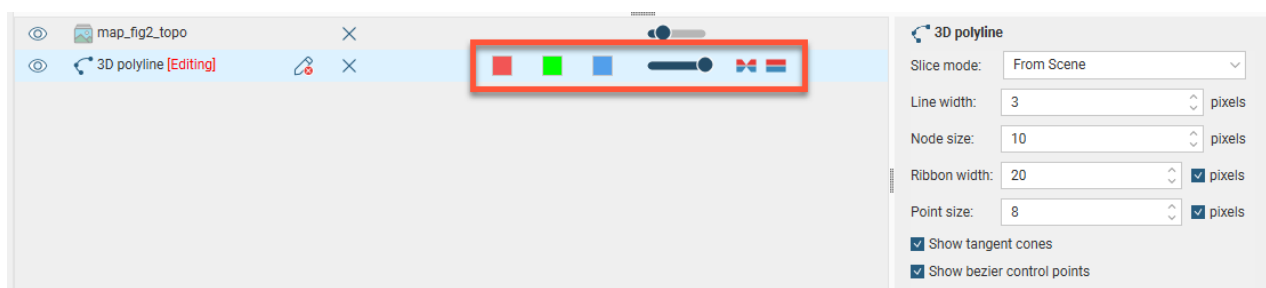 map_fig2_topo
3D polyline [Editing]
3D polyline
Slice mode: From Scene
Line width: 3 pixels
Node size: 10 pixels
Ribbon width: 20 pixels
Point size: 8 pixels
Show tangent cones
Show bezier control points